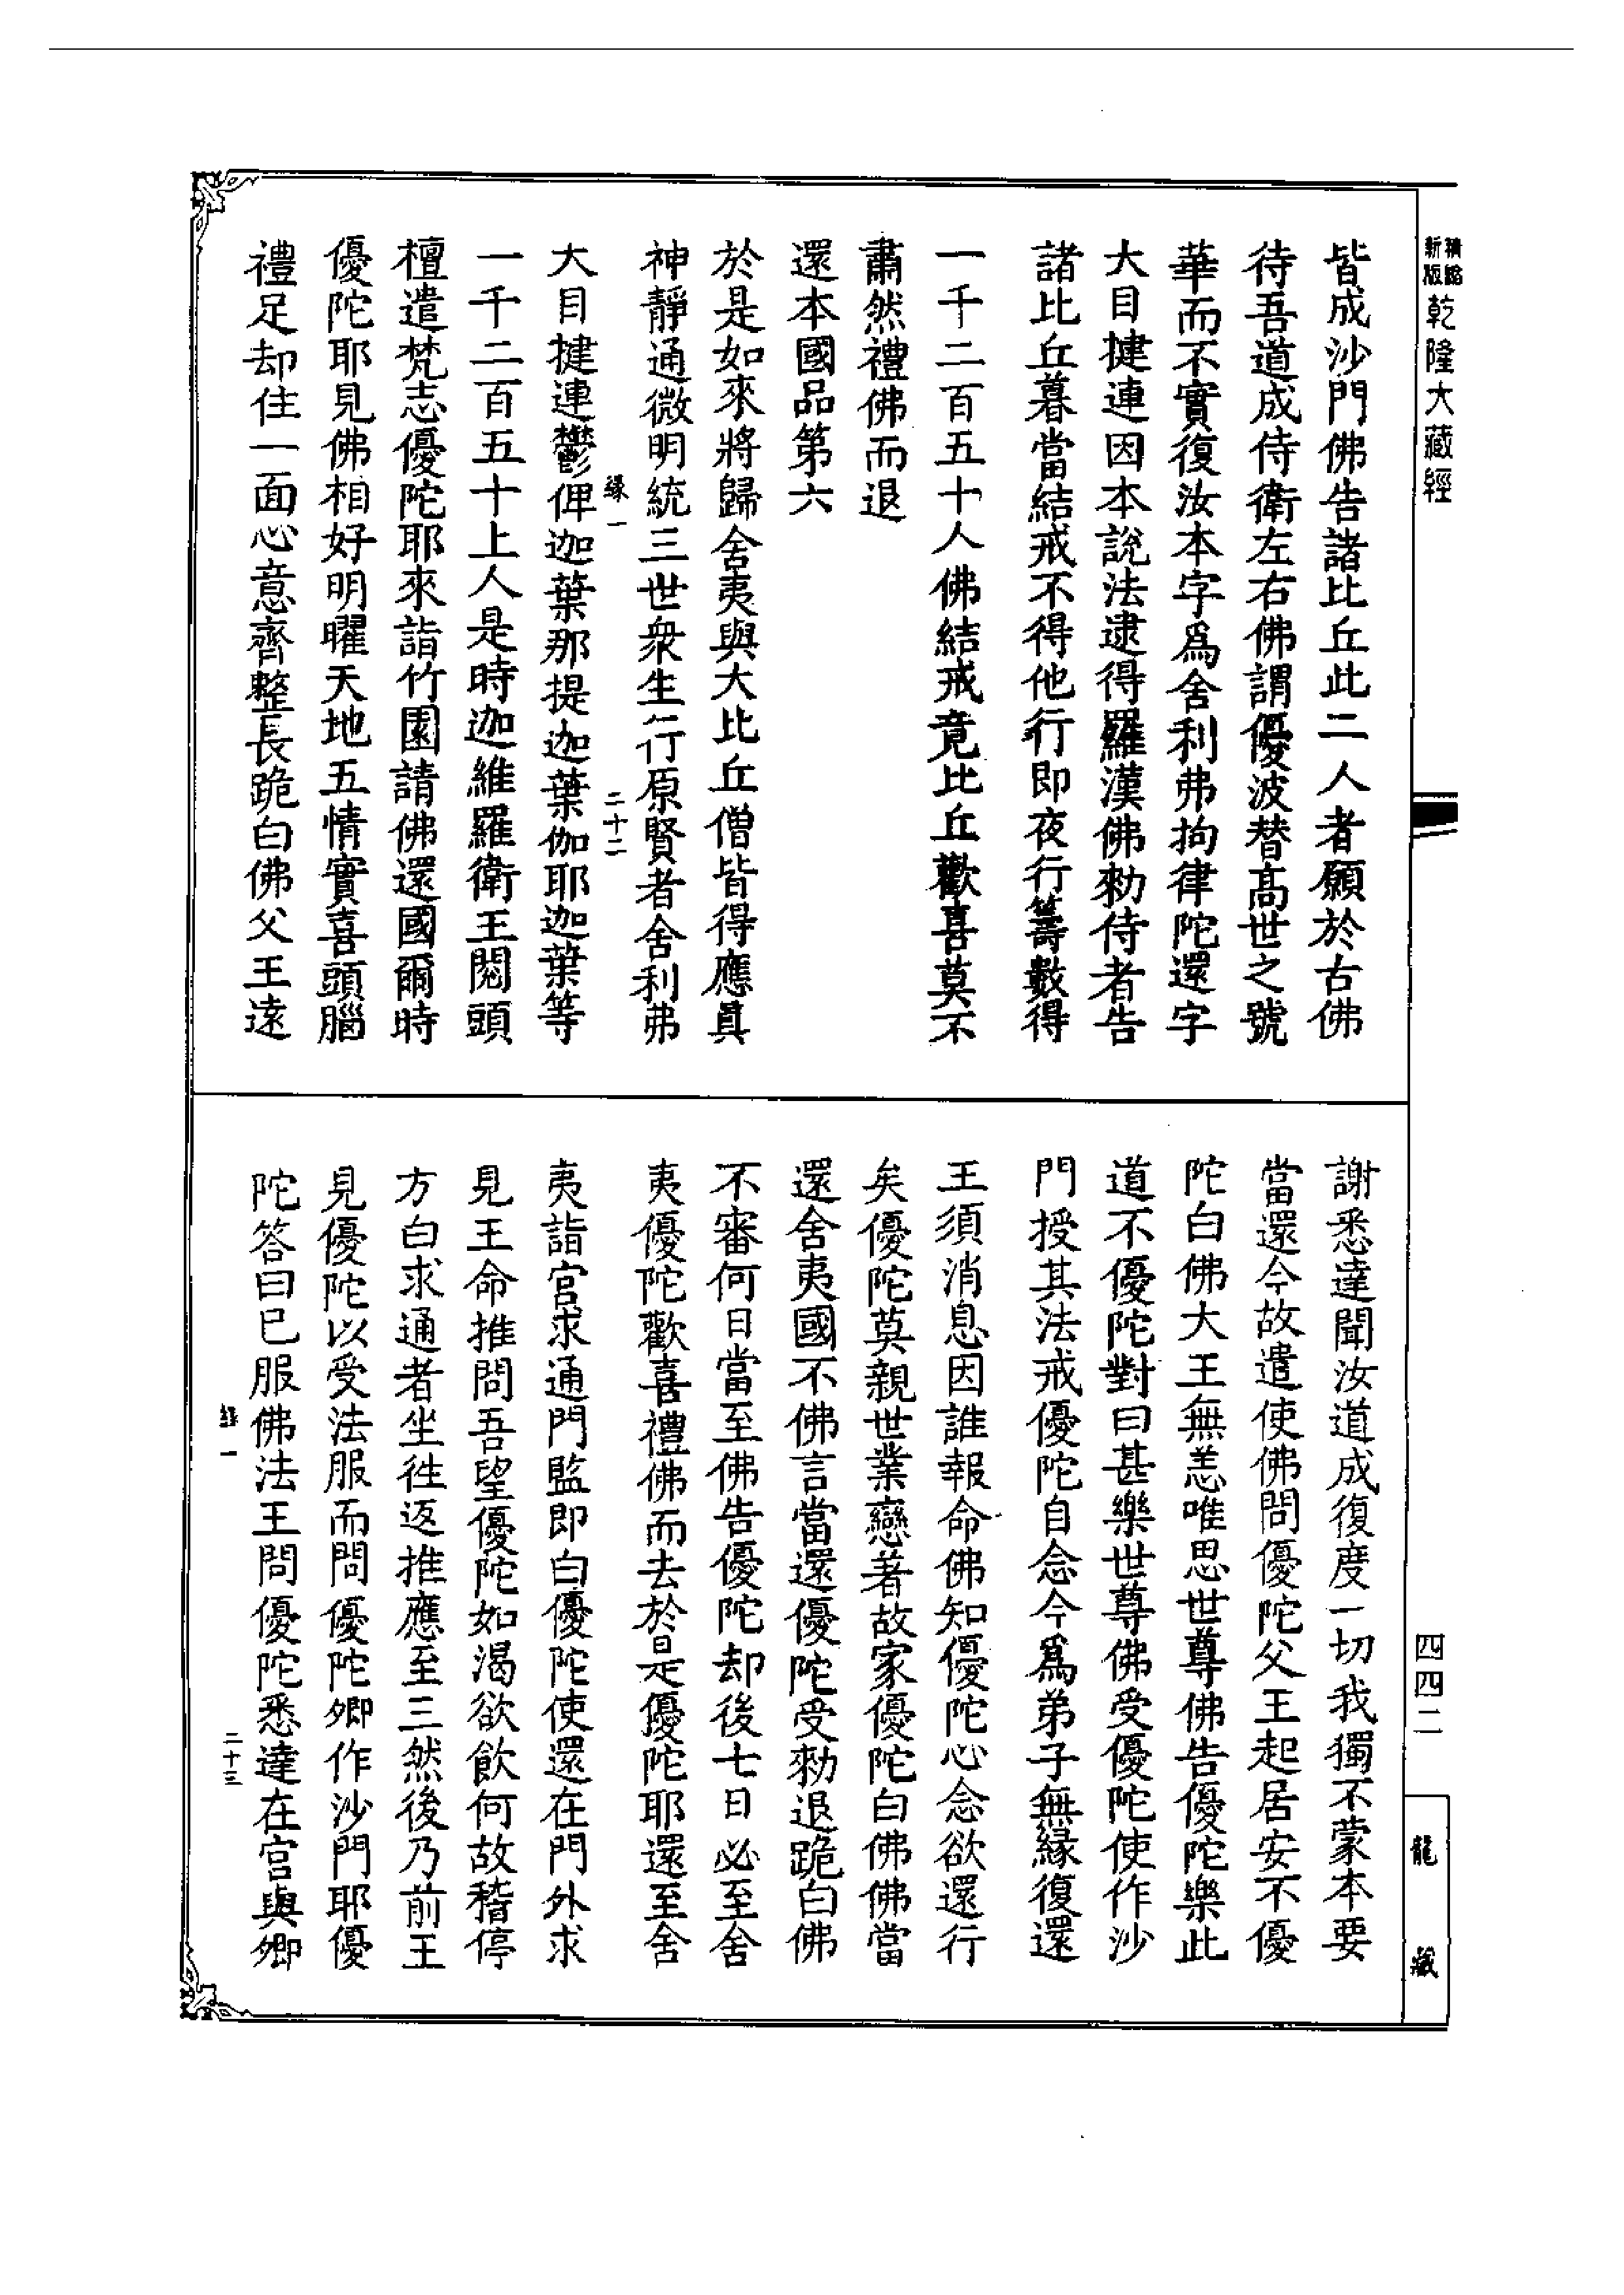 精緻
新版
乾隆大藏經
皆成沙門佛告諸比丘此二人者願於古佛
待吾道成侍衛左右佛謂優波替高世之號
華而不實復汝本字爲舍利弗拘律陀還字
大目揵連因本說法逮得羅漢佛勑侍者告
諸比丘暮當結戒不得他行即夜行籌數得
一千二百五十人佛結戒竟比丘歡喜莫不
肅然禮佛而退
還本國品第六
於是如來將歸舍夷與大比丘僧皆得應眞
神靜通微明統三世衆生行原賢者舍利弗
大目揵連鬱俾迦葉那提迦葉伽耶迦葉等
一千二百五十上人是時迦維羅衛王閱頭
檀遣梵志優陀耶來詣竹園請佛還國爾時
優陀耶見佛相好明曜天地五情實喜頭腦
禮足却住一面心意齊整長跪白佛父王遠
二十二
謝悉達聞汝道成復度一切我獨不蒙本要
當還今故遣使佛問優陀父王起居安不優
陀白佛大王無恙唯思世尊佛告優陀樂此
道不優陀對曰甚樂世尊佛受優陀使作沙
門授其法戒優陀自念今爲弟子無緣復還
王須消息因誰報命佛知優陀心念欲還行
矣優陀莫親世業戀著故家優陀白佛佛當
還舍夷國不佛言當還優陀受勑退跪白佛
不審何日當至佛告優陀却後七日必至舍
夷優陀歡喜禮佛而去於是優陀耶還至舍
夷詣宮求通門監即白優陀使還在門外求
見王命推問吾望優陀如渴欲飲何故稽停
方白求通者坐徃返推應至三然後乃前王
見優陀以受法服而問優陀卿作沙門耶優
陀答曰已服佛法王問優陀悉達在宮與卿
二十三
四四二
龍藏